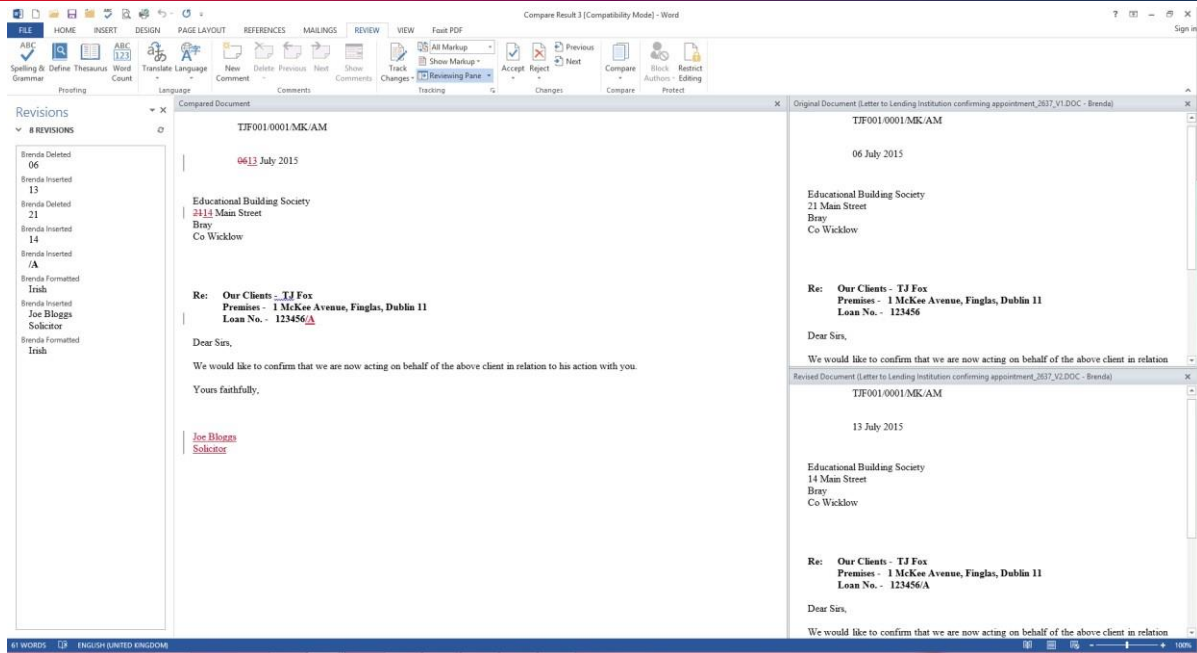 Compare Result 3 [Compatibility Mode] - Word
Sign in
FILE HOME INSERT DESIGN PAGE LAYOUT REFERENCES MAILINGS REVIEW VIEW Foxit PDF
ABC Spelling & Grammar
Define
Thesaurus
ABC 123 Word Count
Translate
Language
New Comment
Delete
Previous
Next
Show Comments
Track Changes
All Markup
Show Markup
Reviewing Pane
Accept
Reject
Previous
Next
Compare
Block Authors
Restrict Editing
Proofing Language Comments Tracking Changes Compare Protect
Revisions
8 REVISIONS
Brenda Deleted
06
Brenda Inserted
13
Brenda Deleted
21
Brenda Inserted
14
Brenda Inserted
/A
Brenda Formatted
Irish
Brenda Inserted
Joe Bloggs
Solicitor
Brenda Formatted
Irish
Compared Document
TJF001/0001/MK/AM
0613 July 2015
Educational Building Society
2114 Main Street
Bray
Co Wicklow
Re: Our Clients - TJ Fox
Premises - 1 McKee Avenue, Finglas, Dublin 11
Loan No. - 123456/A
Dear Sirs,
We would like to confirm that we are now acting on behalf of the above client in relation to his action with you.
Yours faithfully,
Joe Bloggs
Solicitor
Original Document (Letter to Lending Institution confirming appointment_2637_V1.DOC - Brenda)
TJF001/0001/MK/AM
06 July 2015
Educational Building Society
21 Main Street
Bray
Co Wicklow
Re: Our Clients - TJ Fox
Premises - 1 McKee Avenue, Finglas, Dublin 11
Loan No. - 123456
Dear Sirs,
We would like to confirm that we are now acting on behalf of the above client in relation
Revised Document (Letter to Lending Institution confirming appointment_2637_V2.DOC - Brenda)
TJF001/0001/MK/AM
13 July 2015
Educational Building Society
14 Main Street
Bray
Co Wicklow
Re: Our Clients - TJ Fox
Premises - 1 McKee Avenue, Finglas, Dublin 11
Loan No. - 123456/A
Dear Sirs,
We would like to confirm that we are now acting on behalf of the above client in relation
61 WORDS ENGLISH (UNITED KINGDOM) 100%